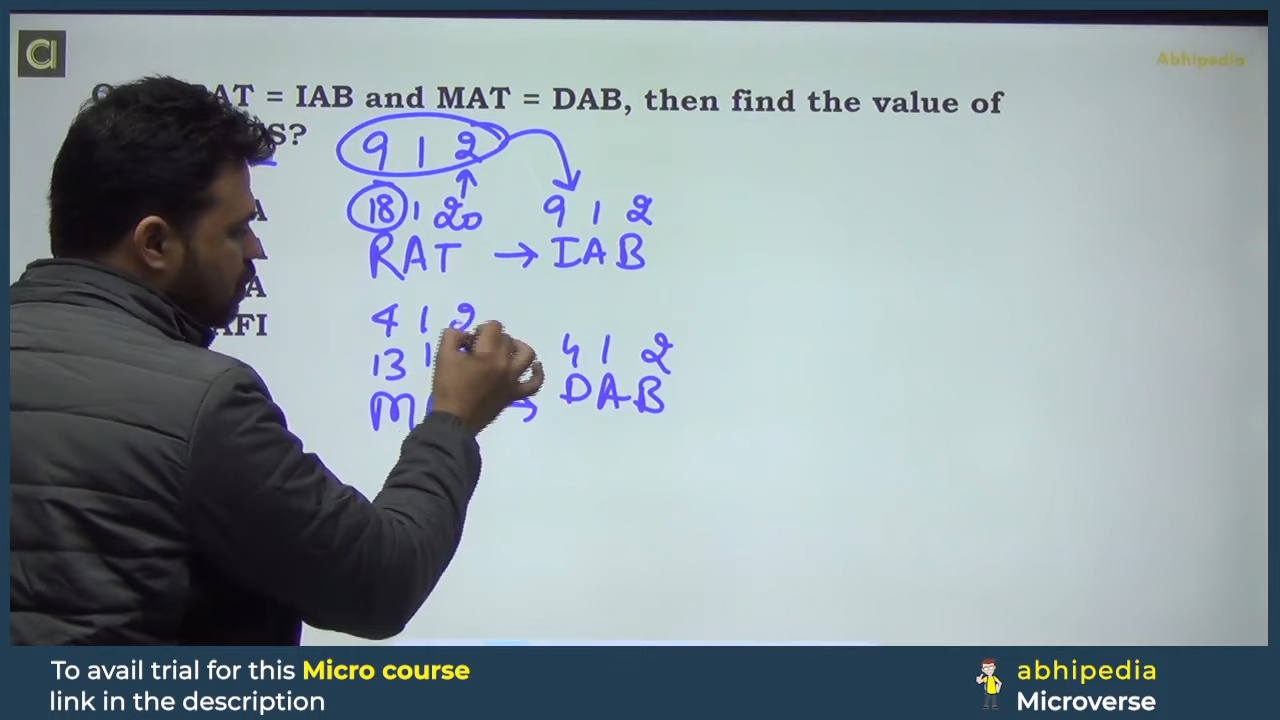 Abhipedia
AT = IAB and MAT = DAB, then find the value of
S?
9 1 2
18 1 20 9 1 2
A
RAT → IAB
A
A
4 1 2
AFI
13 1 4 1 2
M → DAB
To avail trial for this Micro course
link in the description
abhipedia
Microverse